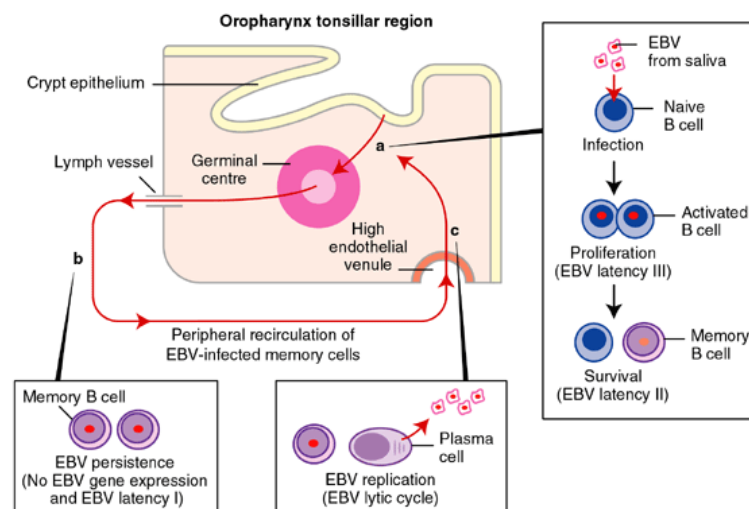 Oropharynx tonsillar region
Crypt epithelium
Lymph vessel
Germinal
centre
a
High
endothelial
venule
c
b
Peripheral recirculation of
EBV-infected memory cells
EBV
from saliva
Naive
B cell
Infection
Activated
B cell
Proliferation
(EBV latency III)
Memory
B cell
Survival
(EBV latency II)
Memory B cell
EBV persistence
(No EBV gene expression
and EBV latency I)
Plasma
cell
EBV replication
(EBV lytic cycle)